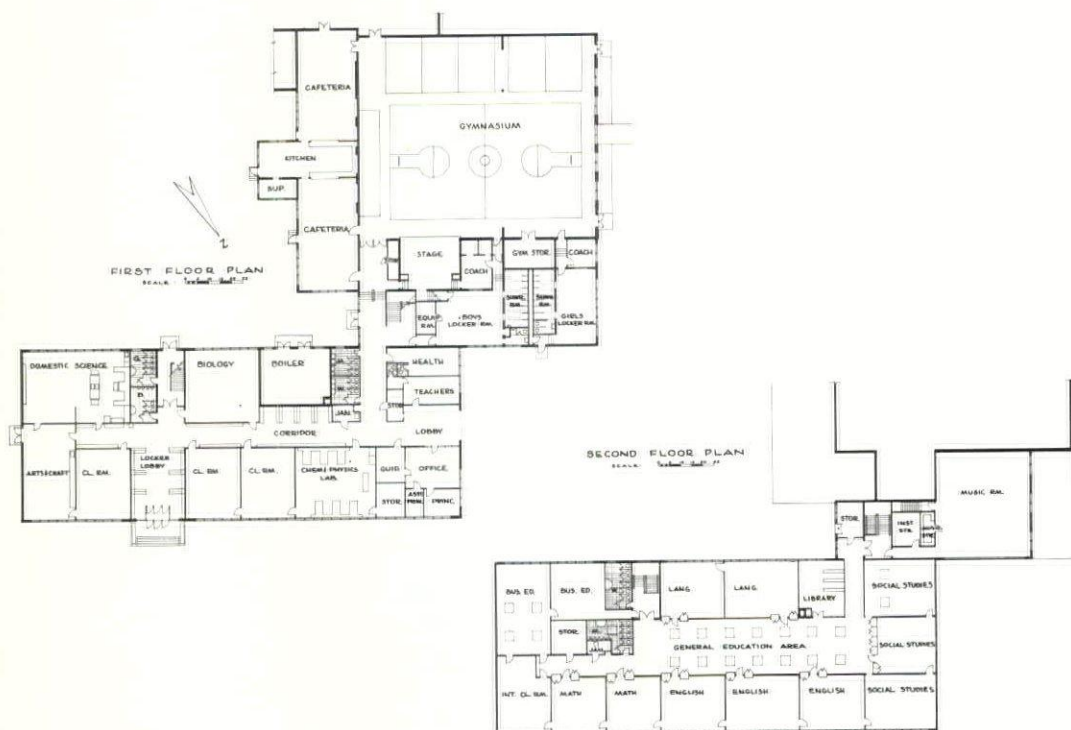 CAFETERIA
GYMNASIUM
KITCHEN
SUP.
CAFETERIA
STAGE
COACH
GYM STOR.
COACH
EQUIP. RM.
BOYS
LOCKER RM.
GIRLS
LOCKER RM.
FIRST FLOOR PLAN
SCALE:
DOMESTIC SCIENCE
G.
B.
BIOLOGY
BOILER
M.
W.
HEALTH
TEACHERS
STOR.
JAN.
CORRIDOR
LOBBY
ARTS & CRAFT
CL. RM.
LOCKER
LOBBY
CL. RM.
CL. RM.
CHEM. PHYSICS
LAB.
GUID.
OFFICE
STOR.
ASST.
PRIN.
PRINC.
SECOND FLOOR PLAN
SCALE:
MUSIC RM.
STOR.
INST.
STR.
BUS. ED.
BUS. ED.
LANG.
LANG.
LIBRARY
SOCIAL STUDIES
STOR.
JAN.
GENERAL EDUCATION AREA
SOCIAL STUDIES
INT. CL. RM.
MATH
MATH
ENGLISH
ENGLISH
ENGLISH
SOCIAL STUDIES